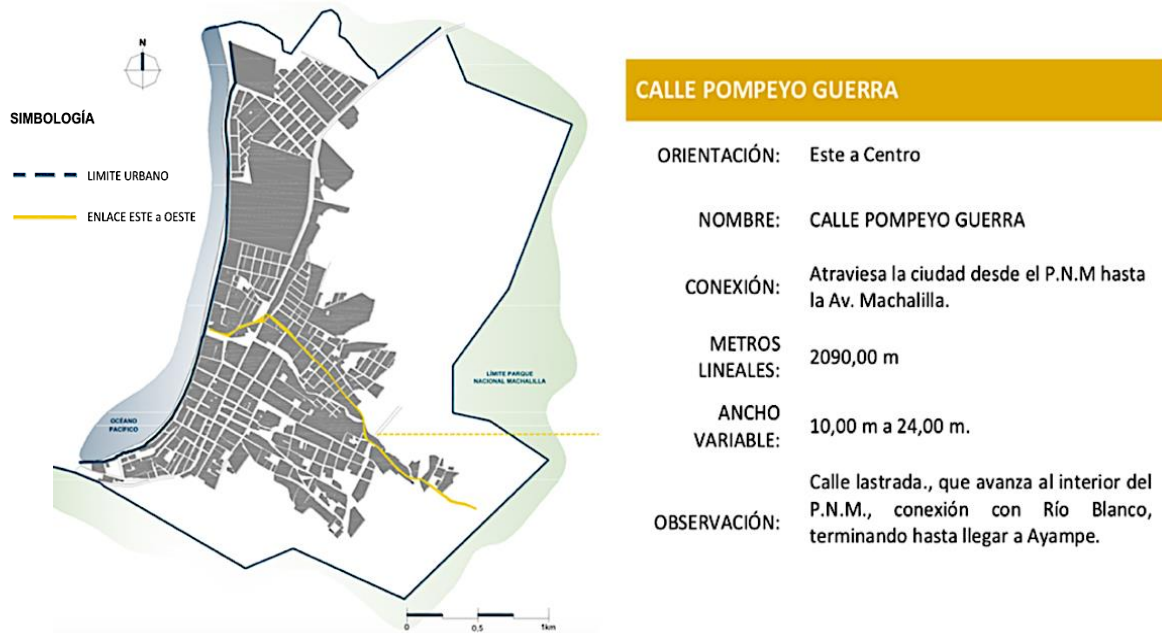 N
SIMBOLOGÍA
LIMITE URBANO
ENLACE ESTE a OESTE
OCÉANO
PACÍFICO
LÍMITE PARQUE
NACIONAL MACHALILLA
0
0,5
1km
CALLE POMPEYO GUERRA
ORIENTACIÓN: Este a Centro
NOMBRE: CALLE POMPEYO GUERRA
CONEXIÓN: Atraviesa la ciudad desde el P.N.M hasta
la Av. Machalilla.
METROS
LINEALES: 2090,00 m
ANCHO
VARIABLE: 10,00 m a 24,00 m.
OBSERVACIÓN: Calle lastrada., que avanza al interior del
P.N.M., conexión con Río Blanco,
terminando hasta llegar a Ayampe.